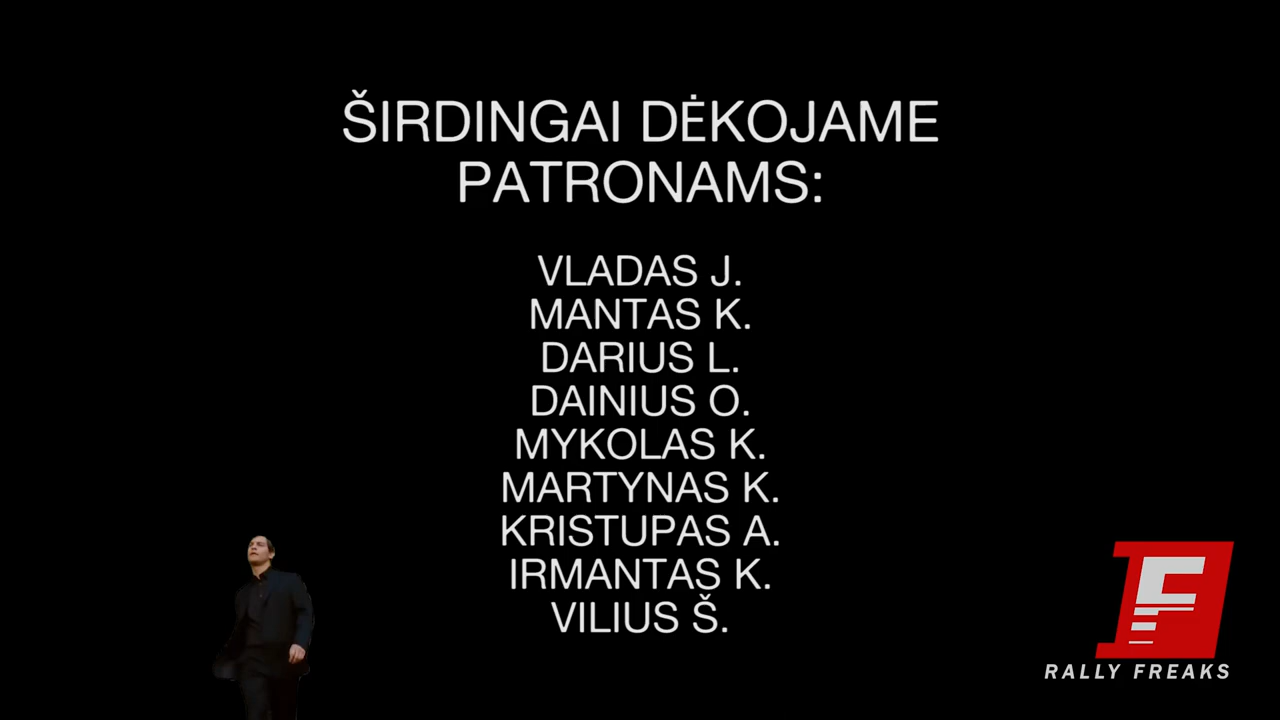 ŠIRDINGAI DĖKOJAME
PATRONAMS:
VLADAS J.
MANTAS K.
DARIUS L.
DAINIUS O.
MYKOLAS K.
MARTYNAS K.
KRISTUPAS A.
IRMANTAS K.
VILIUS Š.
RALLY FREAKS